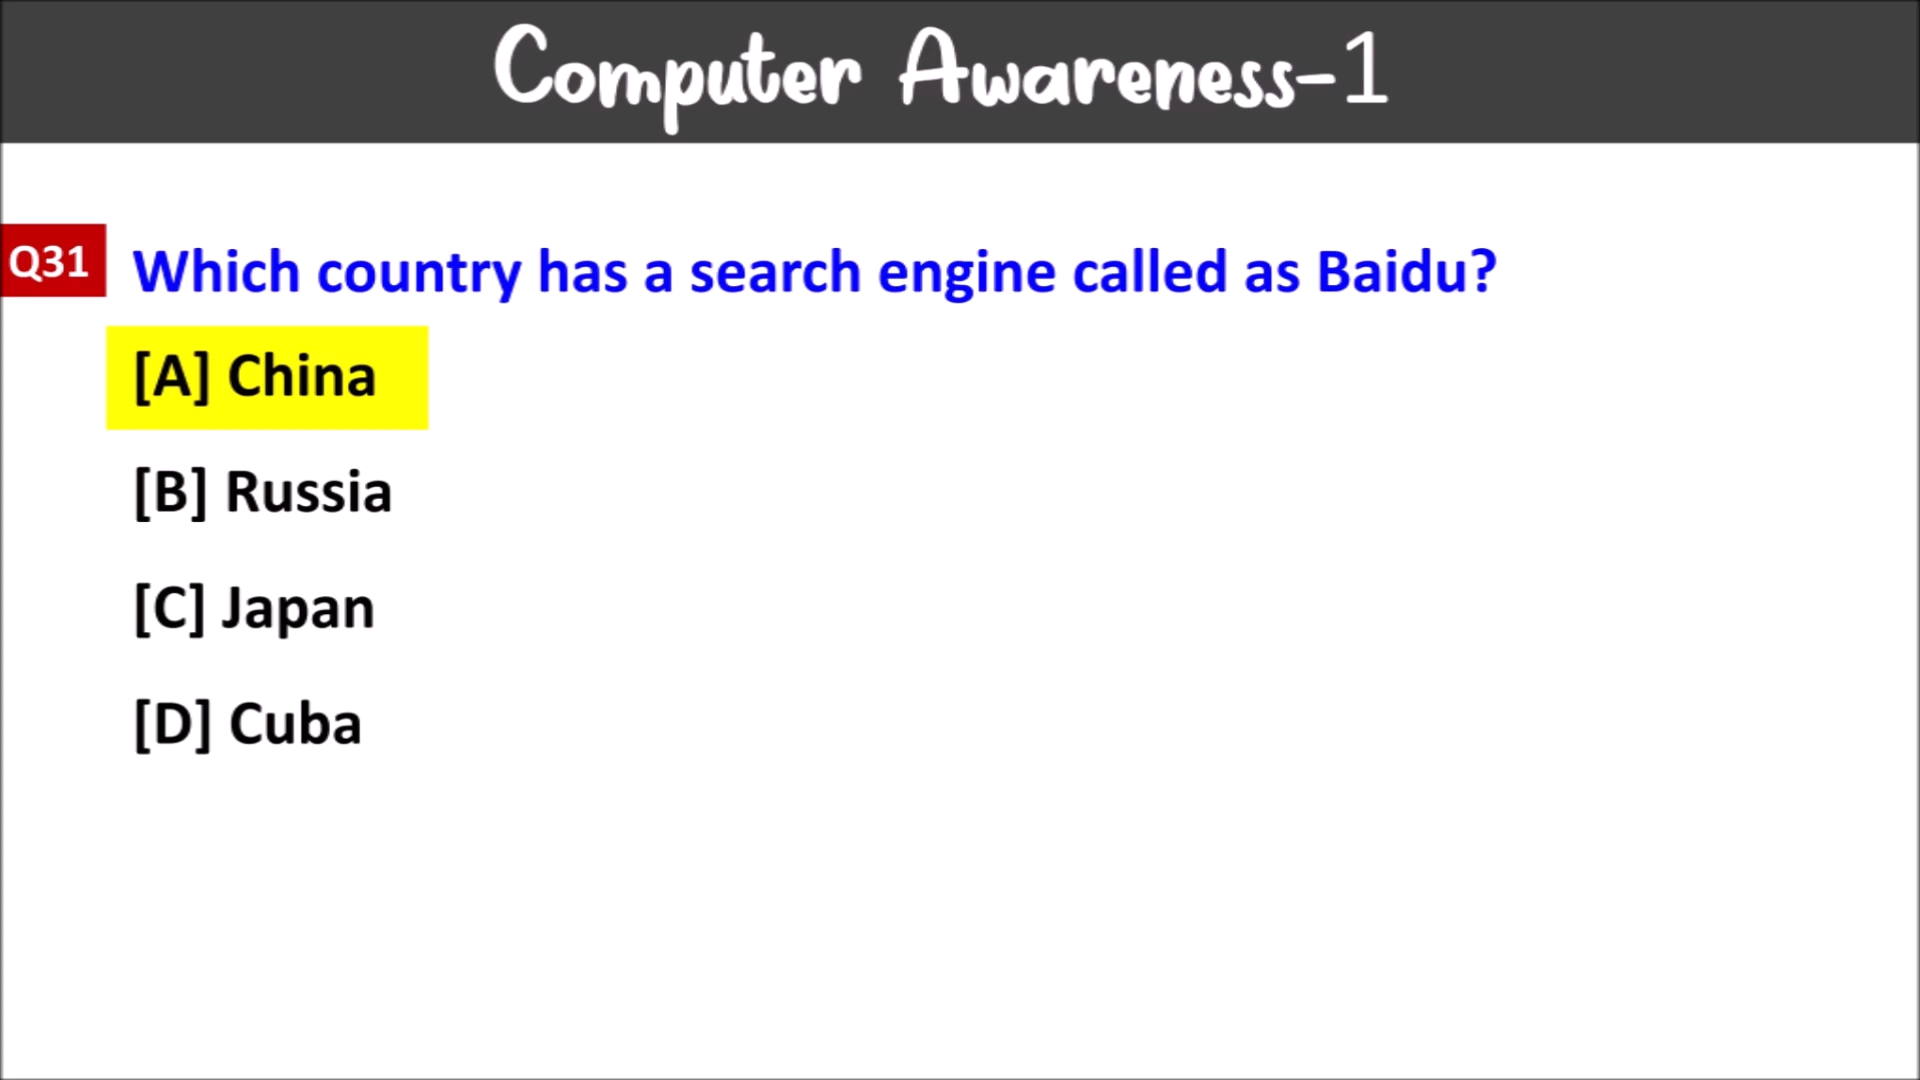 Computer Awareness-1
Q31 Which country has a search engine called as Baidu?
[A] China
[B] Russia
[C] Japan
[D] Cuba